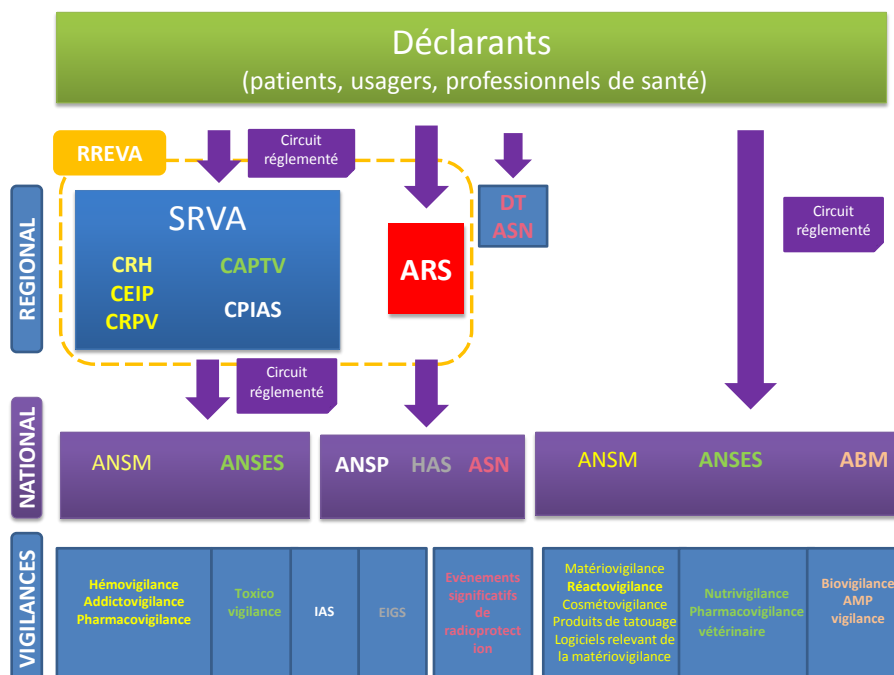 Déclarants
(patients, usagers, professionnels de santé)
RREVA
Circuit
réglementé
REGIONAL
SRVA
CRH
CAPTV
CEIP
CPIAS
CRPV
ARS
DT
ASN
Circuit
réglementé
Circuit
réglementé
NATIONAL
ANSM
ANSES
ANSP HAS ASN
ANSM
ANSES
ABM
VIGILANCES
Hémovigilance
Addictovigilance
Pharmacovigilance
Toxico
vigilance
IAS
EIGS
Evènements
significatifs
de
radioprotect
ion
Matériovigilance
Réactovigilance
Cosmétovigilance
Produits de tatouage
Logiciels relevant de
la matériovigilance
Nutrivigilance
Pharmacovigilance
vétérinaire
Biovigilance
AMP
vigilance